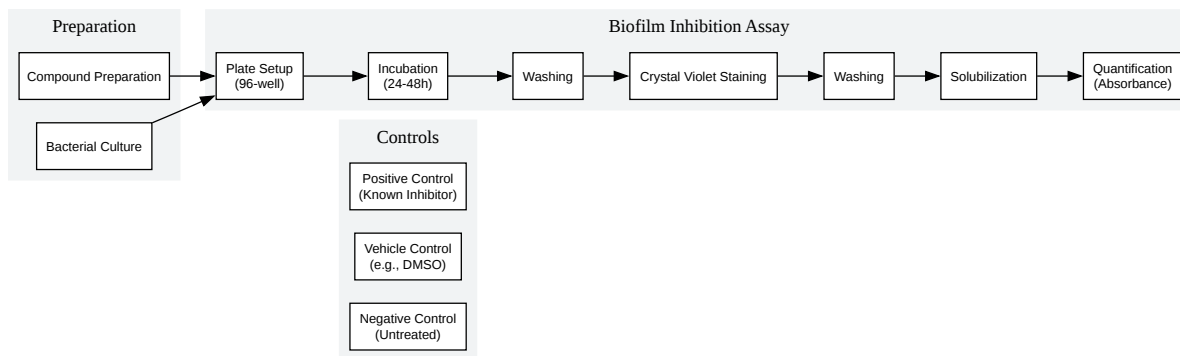 Preparation
Compound Preparation
Bacterial Culture
Biofilm Inhibition Assay
Plate Setup
(96-well)
Incubation
(24-48h)
Washing
Crystal Violet Staining
Washing
Solubilization
Quantification
(Absorbance)
Controls
Positive Control
(Known Inhibitor)
Vehicle Control
(e.g., DMSO)
Negative Control
(Untreated)